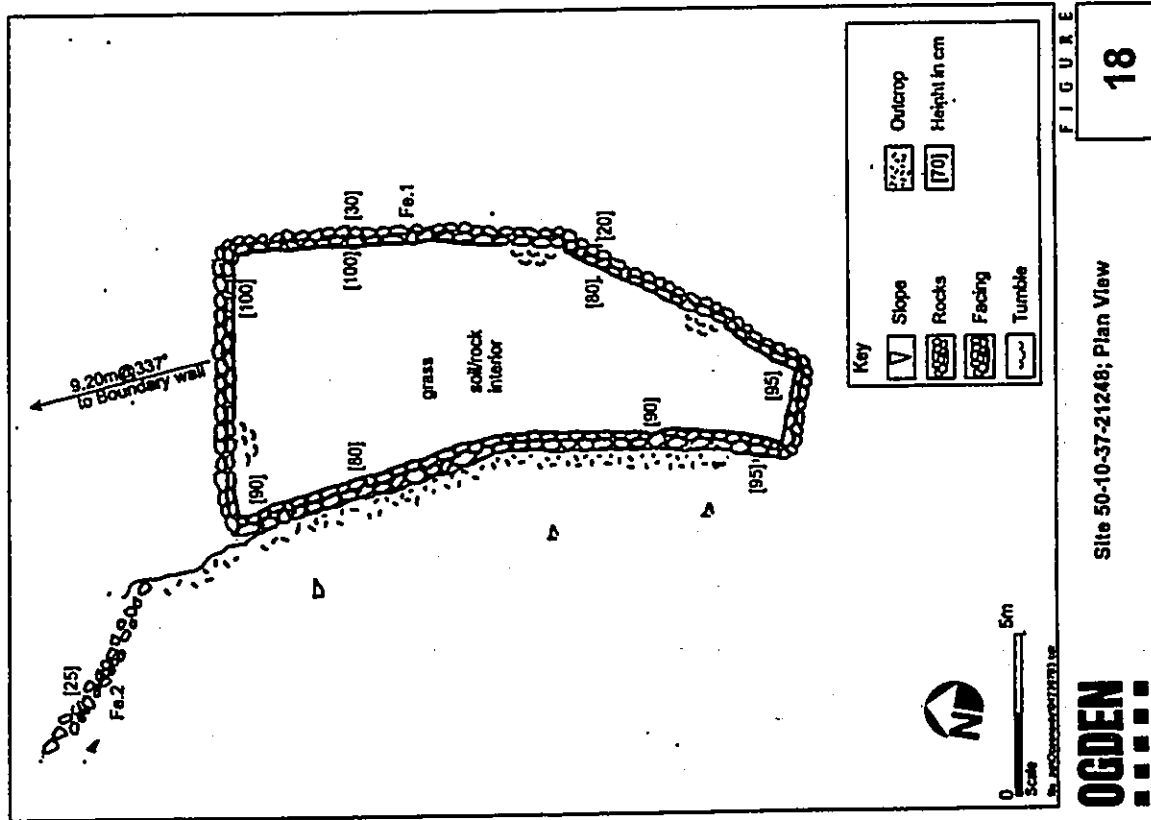 9.20m@337°
to Boundary wall
[90]
[100]
[100]
[30]
Fe.1
[80]
[25]
Fe.2
grass
soil/rock
interior
[80]
[20]
[90]
[95]
[95]
N
0
5m
Scale
Key
Slope
Rocks
Facing
Tumble
Outcrop
[70]
Height in cm
OGDEN
Site 50-10-37-21248; Plan View
FIGURE
18